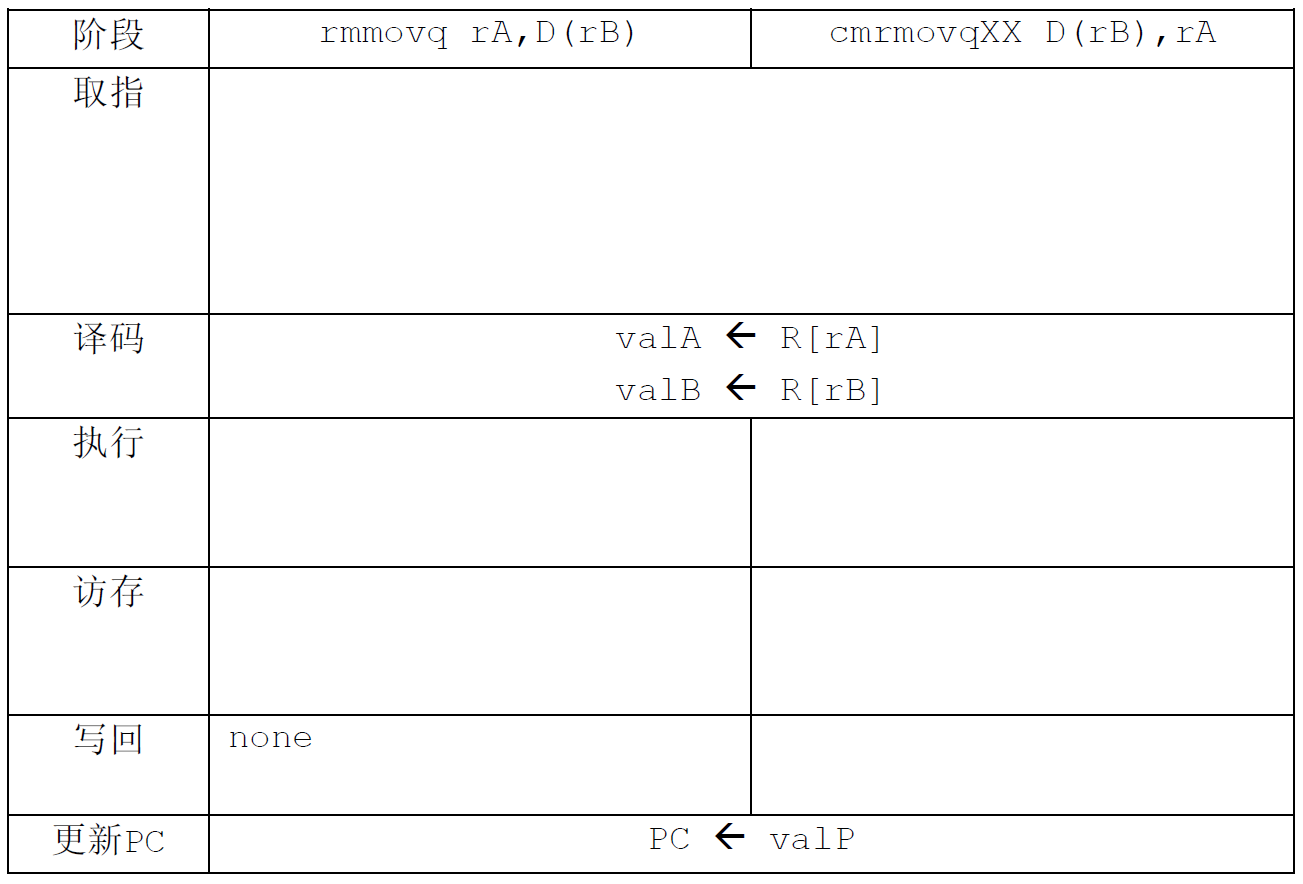 阶段 rmmovq rA,D(rB) cmrmovqXX D(rB),rA
取指
译码 valA ← R[rA]
valB ← R[rB]
执行
访存
写回 none
更新PC PC ← valP